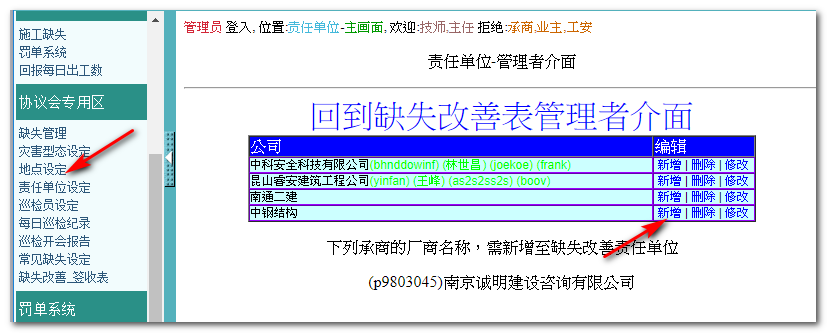 施工缺失
罚单系统
回报每日出工数
协议会专用区
缺失管理
灾害型态设定
地点设定
责任单位设定
巡检员设定
每日巡检纪录
巡检开会报告
常见缺失设定
缺失改善_签收表
罚单系统
管理员 登入, 位置:责任单位-主画面, 欢迎:技师,主任 拒绝:承商,业主,工安
责任单位-管理者介面
回到缺失改善表管理者介面
公司 编辑
中科安全科技有限公司(bhnddowinf) (林世昌) (joekoe) (frank) 新增 | 删除 | 修改
昆山睿安建筑工程公司(yinfan) (王峰) (as2s2ss2s) (boov) 新增 | 删除 | 修改
南通二建 新增 | 删除 | 修改
中钢结构 新增 | 删除 | 修改
下列承商的厂商名称，需新增至缺失改善责任单位
(p9803045)南京诚明建设咨询有限公司